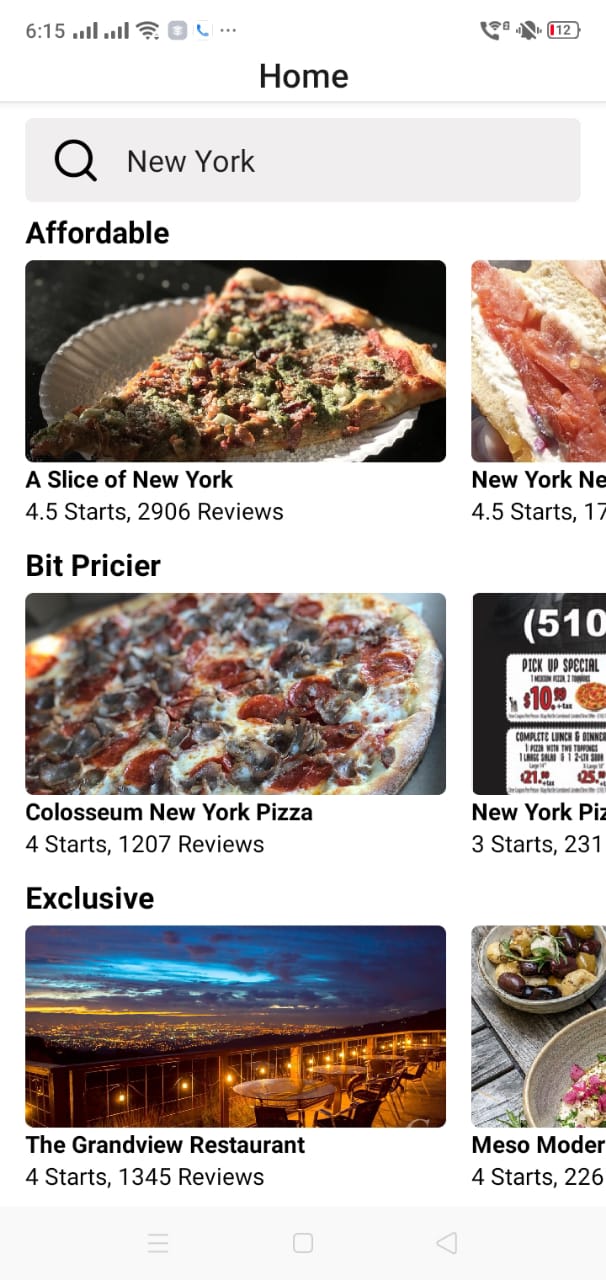 6:15
12
Home
New York
Affordable
A Slice of New York
New York Ne
4.5 Starts, 2906 Reviews
4.5 Starts, 17
Bit Pricier
(510
PICK UP SPECIAL
1 MEDIUM PIZZA, 2 TOPPINGS
$10.99 +tax
COMPLETE LUNCH & DINNER
1 PIZZA WITH TWO TOPPINGS
1 LARGE SALAD & 1 2-LTR SODA
Large 14"
$21.99 +tax
$25.
Colosseum New York Pizza
New York Piz
4 Starts, 1207 Reviews
3 Starts, 231
Exclusive
The Grandview Restaurant
Meso Moder
4 Starts, 1345 Reviews
4 Starts, 226